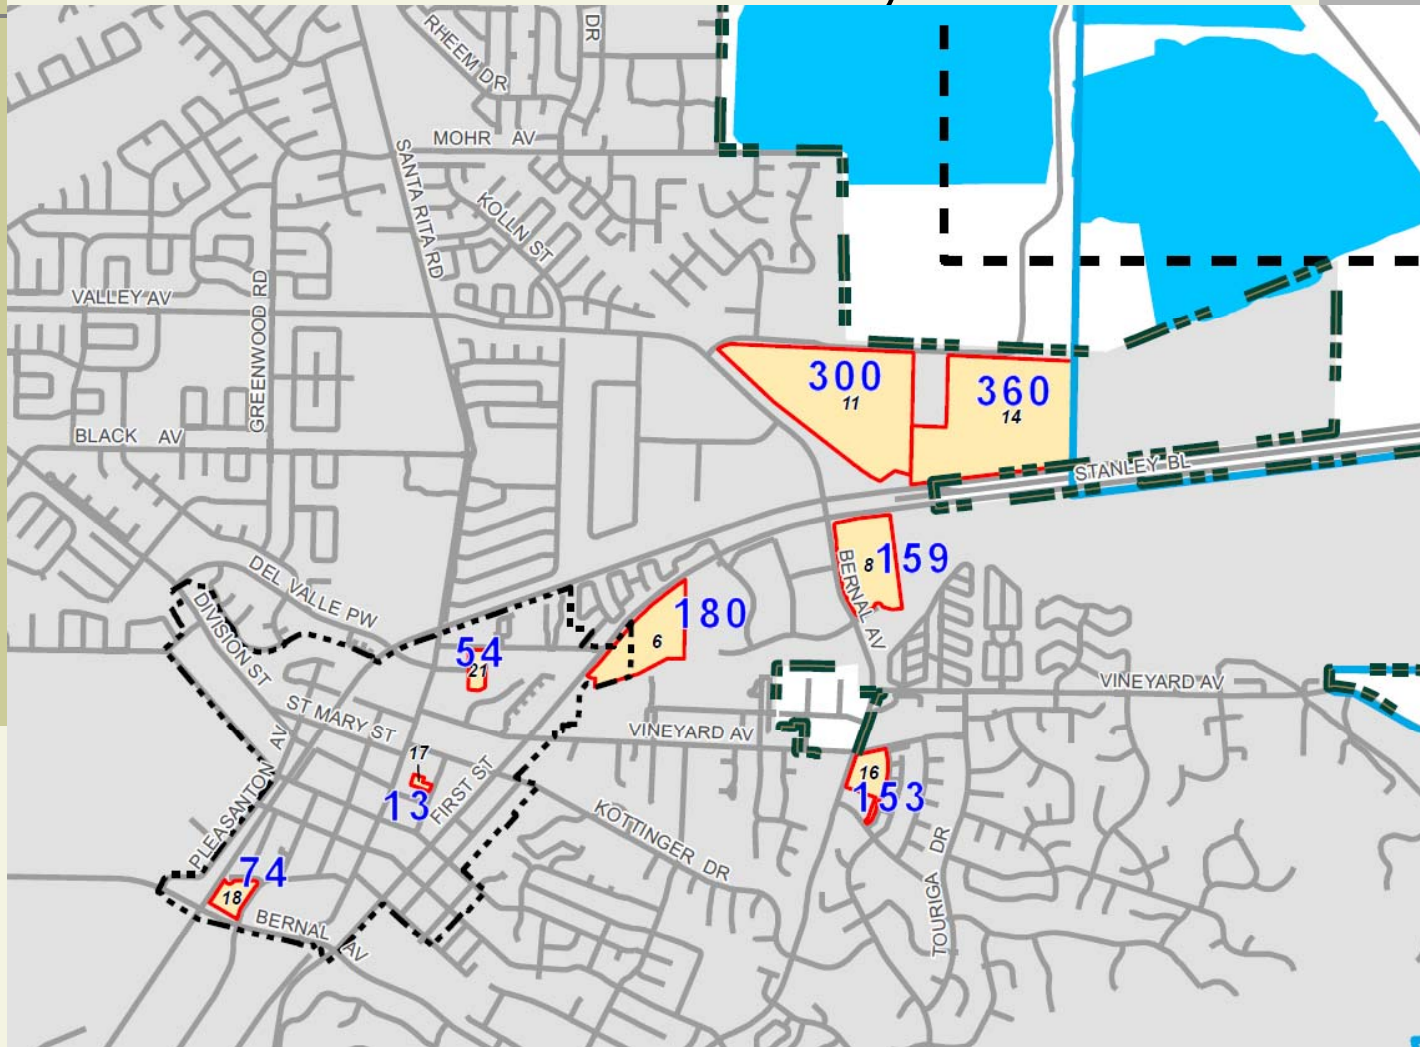 RHEEM DR
DR
MOHR AV
SANTA RITA RD
KOLLN ST
VALLEY AV
GREENWOOD RD
300
11
360
14
BLACK AV
STANLEY BL
159
8
BERNAL AV
DEL VALLE PW
DIVISION ST
180
6
54
21
VINEYARD AV
ST MARY ST
VINEYARD AV
PLEASANTON AV
17
13
FIRST ST
16
153
KOTTINGER DR
TOURIGA DR
74
18
BERNAL AV